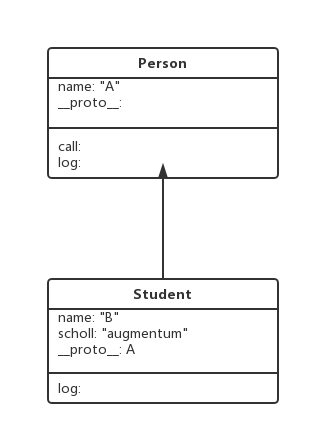 Person
name: "A"
__proto__:
call:
log:
Student
name: "B"
scholl: "augmentum"
__proto__: A
log: